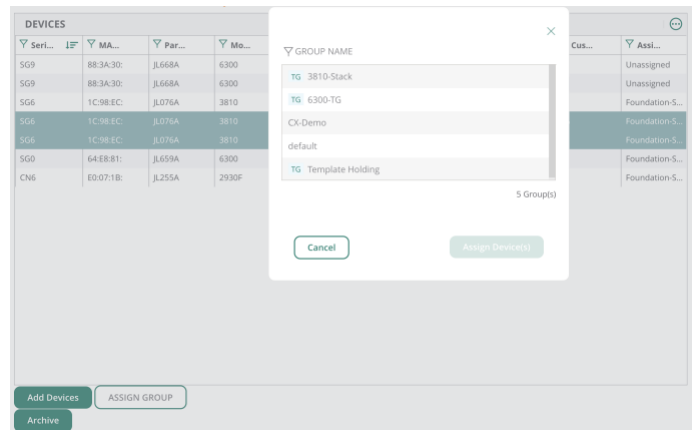 DEVICES
Seri... MA... Par... Mo... Cus... Assi...
SG9 88:3A:30: JL668A 6300 Unassigned
SG9 88:3A:30: JL668A 6300 Unassigned
SG6 1C:98:EC: JL076A 3810 Foundation-S...
SG6 1C:98:EC: JL076A 3810 Foundation-S...
SG6 1C:98:EC: JL076A 3810 Foundation-S...
SG0 64:E8:81: JL659A 6300 Foundation-S...
CN6 E0:07:1B: JL255A 2930F Foundation-S...
GROUP NAME
TG 3810-Stack
TG 6300-TG
CX-Demo
default
TG Template Holding
5 Group(s)
Cancel Assign Device(s)
Add Devices ASSIGN GROUP
Archive